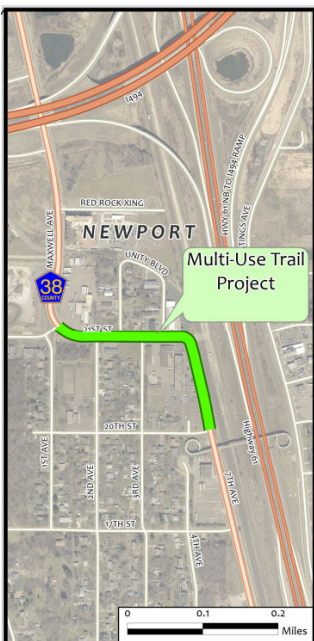 I494
HWY 61 NB TO I494 RAMP
RED ROCK XING
MAXWELL AVE
NEWPORT
TINGS AVE
UNITY BLVD
Multi-Use Trail
Project
38
COUNTY
21ST ST
20TH ST
Highway 61
1ST AVE
2ND AVE
3RD AVE
7TH AVE
17TH ST
4TH AVE
0 0.1 0.2
Miles